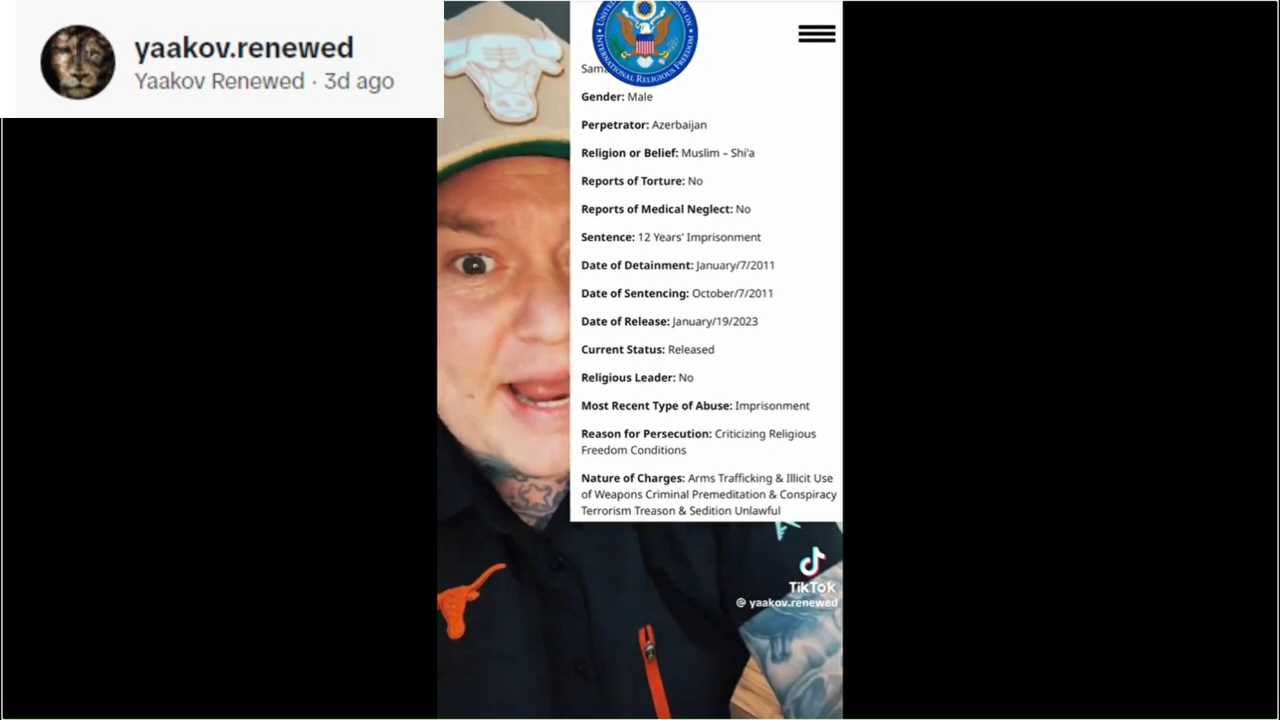 yaakov.renewed
Yaakov Renewed · 3d ago
INTERNATIONAL RELIGIOUS FREEDOM
Gender: Male
Perpetrator: Azerbaijan
Religion or Belief: Muslim – Shi'a
Reports of Torture: No
Reports of Medical Neglect: No
Sentence: 12 Years' Imprisonment
Date of Detainment: January/7/2011
Date of Sentencing: October/7/2011
Date of Release: January/19/2023
Current Status: Released
Religious Leader: No
Most Recent Type of Abuse: Imprisonment
Reason for Persecution: Criticizing Religious
Freedom Conditions
Nature of Charges: Arms Trafficking & Illicit Use
of Weapons Criminal Premeditation & Conspiracy
Terrorism Treason & Sedition Unlawful
TikTok
@ yaakov.renewed